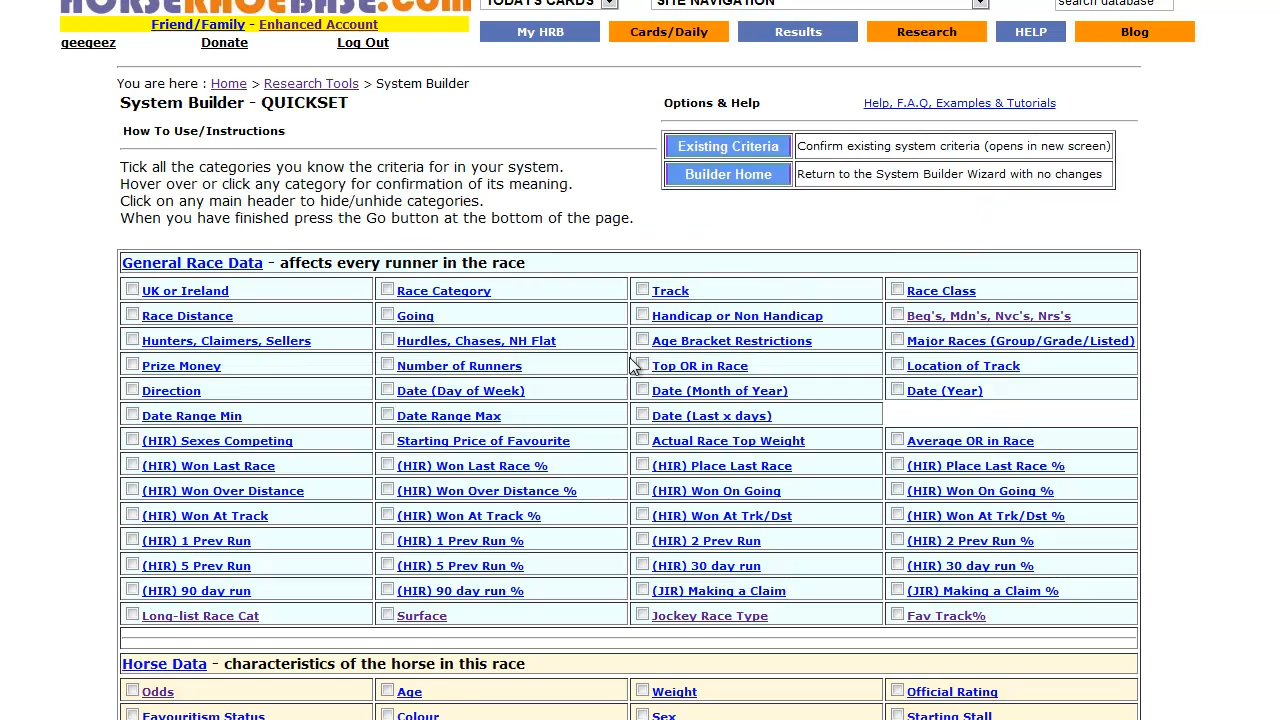 HORSERACEBASE.com
TODAY'S CARDS
SITE NAVIGATION
search database
Friend/Family - Enhanced Account
geegeez Donate Log Out
My HRB Cards/Daily Results Research HELP Blog
You are here : Home > Research Tools > System Builder
System Builder - QUICKSET
Options & Help Help, F.A.Q, Examples & Tutorials
How To Use/Instructions
Existing Criteria Confirm existing system criteria (opens in new screen)
Builder Home Return to the System Builder Wizard with no changes
Tick all the categories you know the criteria for in your system.
Hover over or click any category for confirmation of its meaning.
Click on any main header to hide/unhide categories.
When you have finished press the Go button at the bottom of the page.
General Race Data - affects every runner in the race
UK or Ireland Race Category Track Race Class
Race Distance Going Handicap or Non Handicap Beg's, Mdn's, Nvc's, Nrs's
Hunters, Claimers, Sellers Hurdles, Chases, NH Flat Age Bracket Restrictions Major Races (Group/Grade/Listed)
Prize Money Number of Runners Top OR in Race Location of Track
Direction Date (Day of Week) Date (Month of Year) Date (Year)
Date Range Min Date Range Max Date (Last x days)
(HIR) Sexes Competing Starting Price of Favourite Actual Race Top Weight Average OR in Race
(HIR) Won Last Race (HIR) Won Last Race % (HIR) Place Last Race (HIR) Place Last Race %
(HIR) Won Over Distance (HIR) Won Over Distance % (HIR) Won On Going (HIR) Won On Going %
(HIR) Won At Track (HIR) Won At Track % (HIR) Won At Trk/Dst (HIR) Won At Trk/Dst %
(HIR) 1 Prev Run (HIR) 1 Prev Run % (HIR) 2 Prev Run (HIR) 2 Prev Run %
(HIR) 5 Prev Run (HIR) 5 Prev Run % (HIR) 30 day run (HIR) 30 day run %
(HIR) 90 day run (HIR) 90 day run % (JIR) Making a Claim (JIR) Making a Claim %
Long-list Race Cat Surface Jockey Race Type Fav Track%
Horse Data - characteristics of the horse in this race
Odds Age Weight Official Rating
Favouritism Status Colour Sex Starting Stall